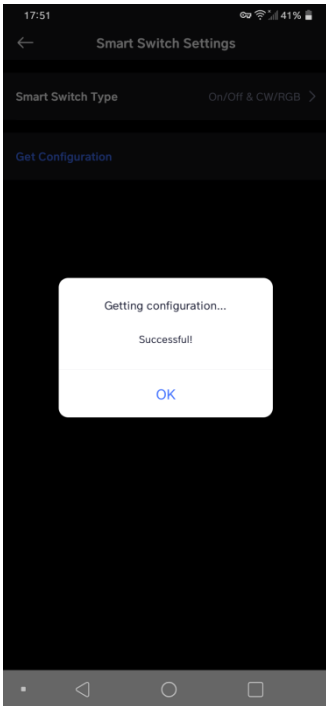 17:51
41%
Smart Switch Settings
Smart Switch Type
On/Off & CW/RGB
Get Configuration
Getting configuration...
Successful!
OK